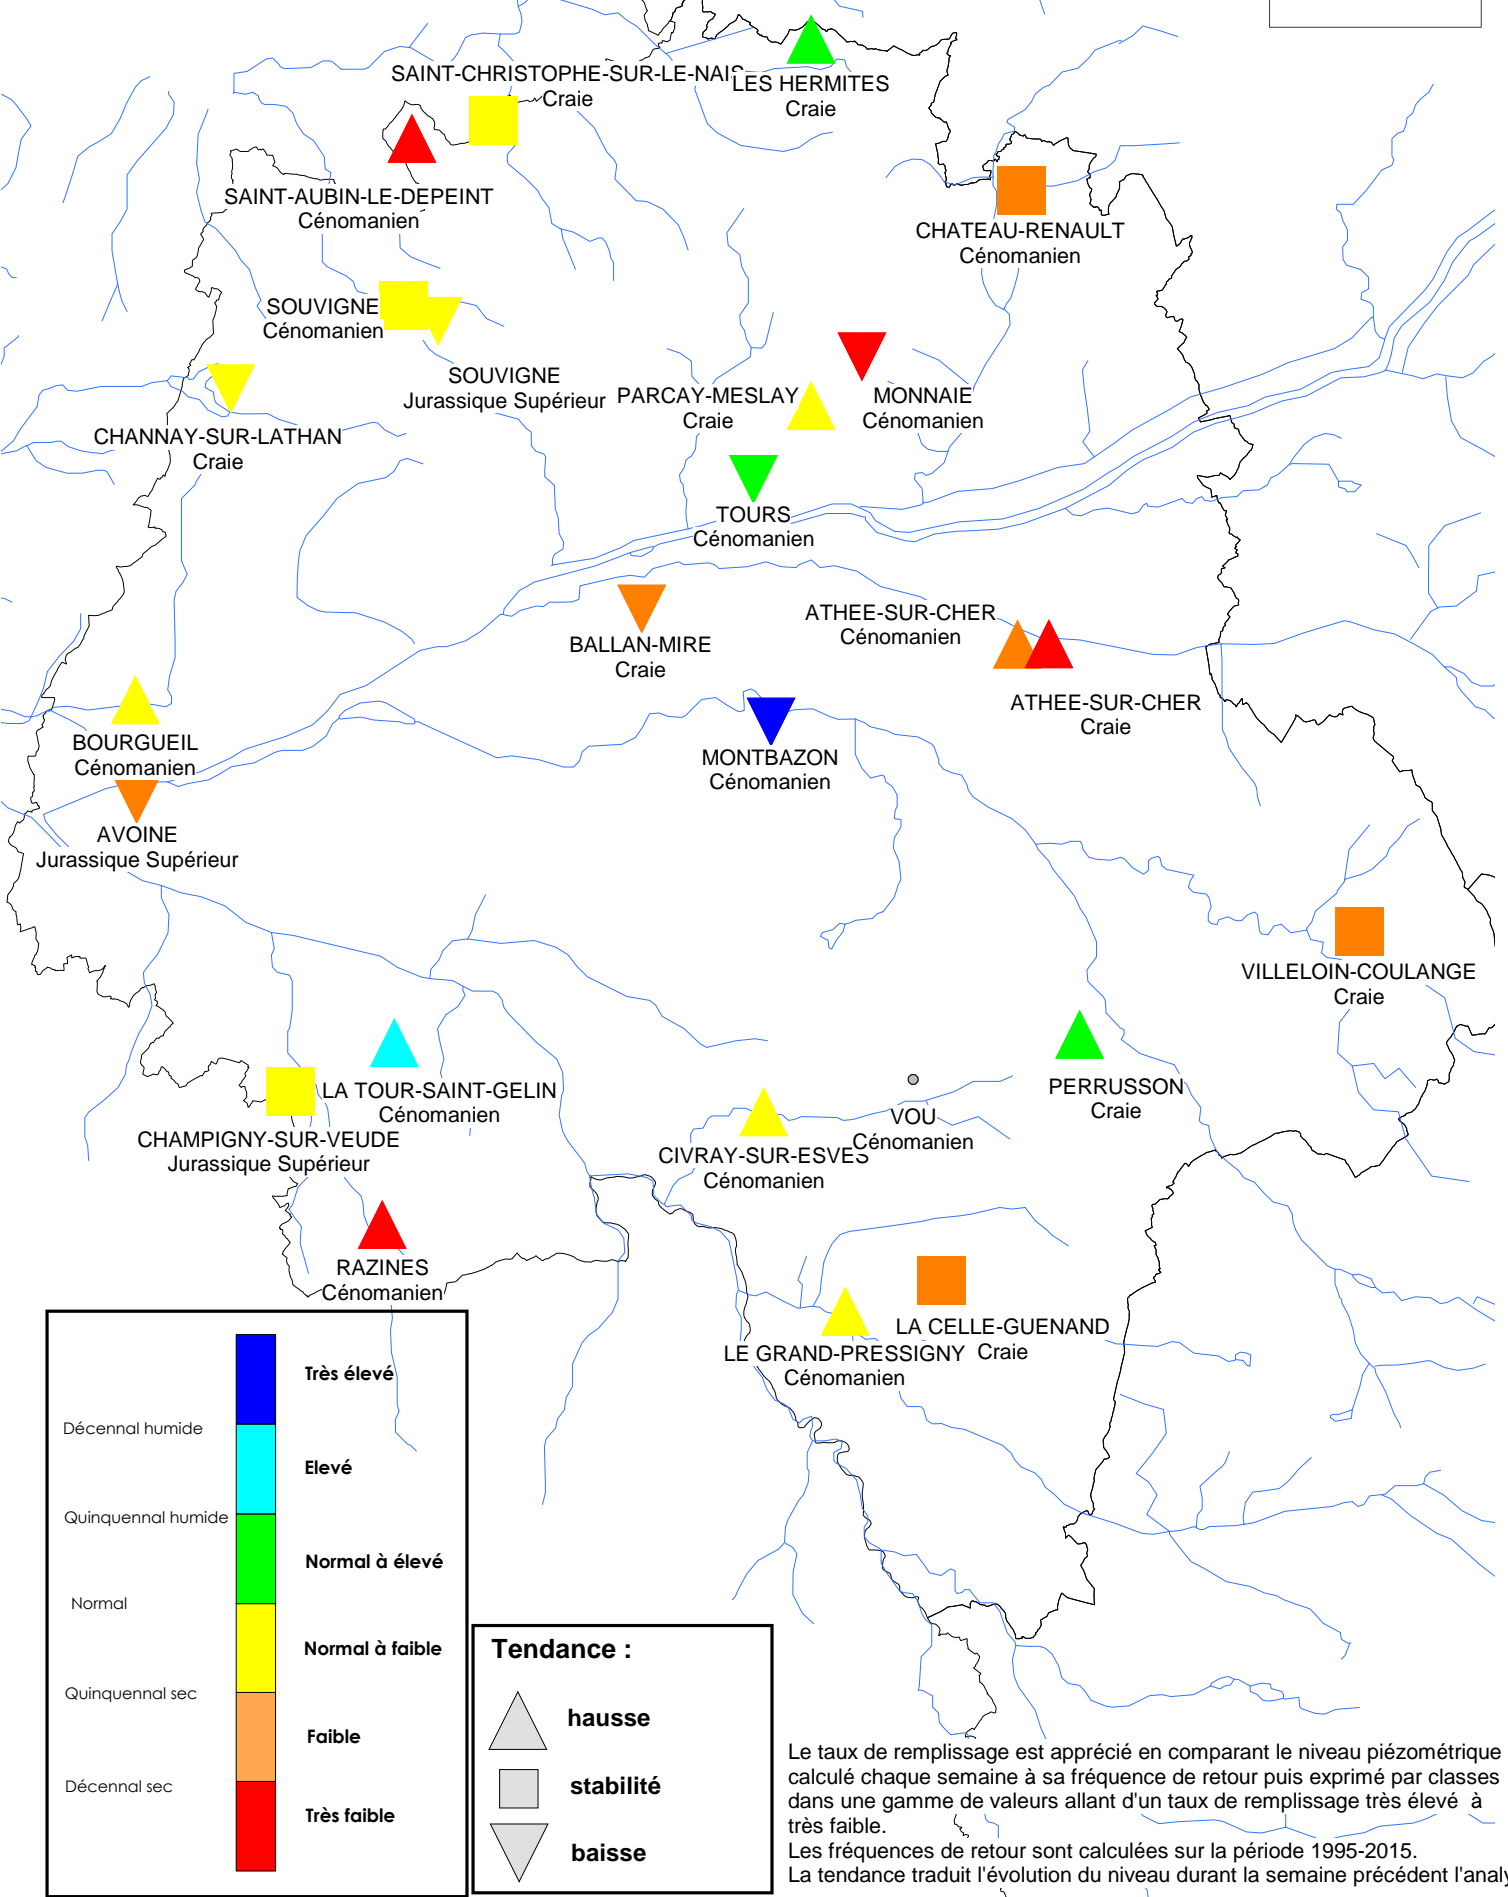 SAINT-CHRISTOPHE-SUR-LE-NAIS
Craie
LES HERMITES
Craie
SAINT-AUBIN-LE-DEPEINT
Cénomanien
CHATEAU-RENAULT
Cénomanien
SOUVIGNE
Cénomanien
SOUVIGNE
Jurassique Supérieur
PARCAY-MESLAY
Craie
MONNAIE
Cénomanien
CHANNAY-SUR-LATHAN
Craie
TOURS
Cénomanien
BALLAN-MIRE
Craie
ATHEE-SUR-CHER
Cénomanien
ATHEE-SUR-CHER
Craie
BOURGUEIL
Cénomanien
MONTBAZON
Cénomanien
AVOINE
Jurassique Supérieur
VILLELOIN-COULANGE
Craie
LA TOUR-SAINT-GELIN
Cénomanien
CHAMPIGNY-SUR-VEUDE
Jurassique Supérieur
PERRUSSON
Craie
VOU
Cénomanien
CIVRAY-SUR-ESVES
Cénomanien
RAZINES
Cénomanien
LA CELLE-GUENAND
Craie
LE GRAND-PRESSIGNY
Cénomanien
Très élevé
Décennal humide
Elevé
Quinquennal humide
Normal à élevé
Normal
Normal à faible
Quinquennal sec
Faible
Décennal sec
Très faible
Tendance :
hausse
stabilité
baisse
Le taux de remplissage est apprécié en comparant le niveau piézométrique
calculé chaque semaine à sa fréquence de retour puis exprimé par classes
dans une gamme de valeurs allant d'un taux de remplissage très élevé à
très faible.
Les fréquences de retour sont calculées sur la période 1995-2015.
La tendance traduit l'évolution du niveau durant la semaine précédent